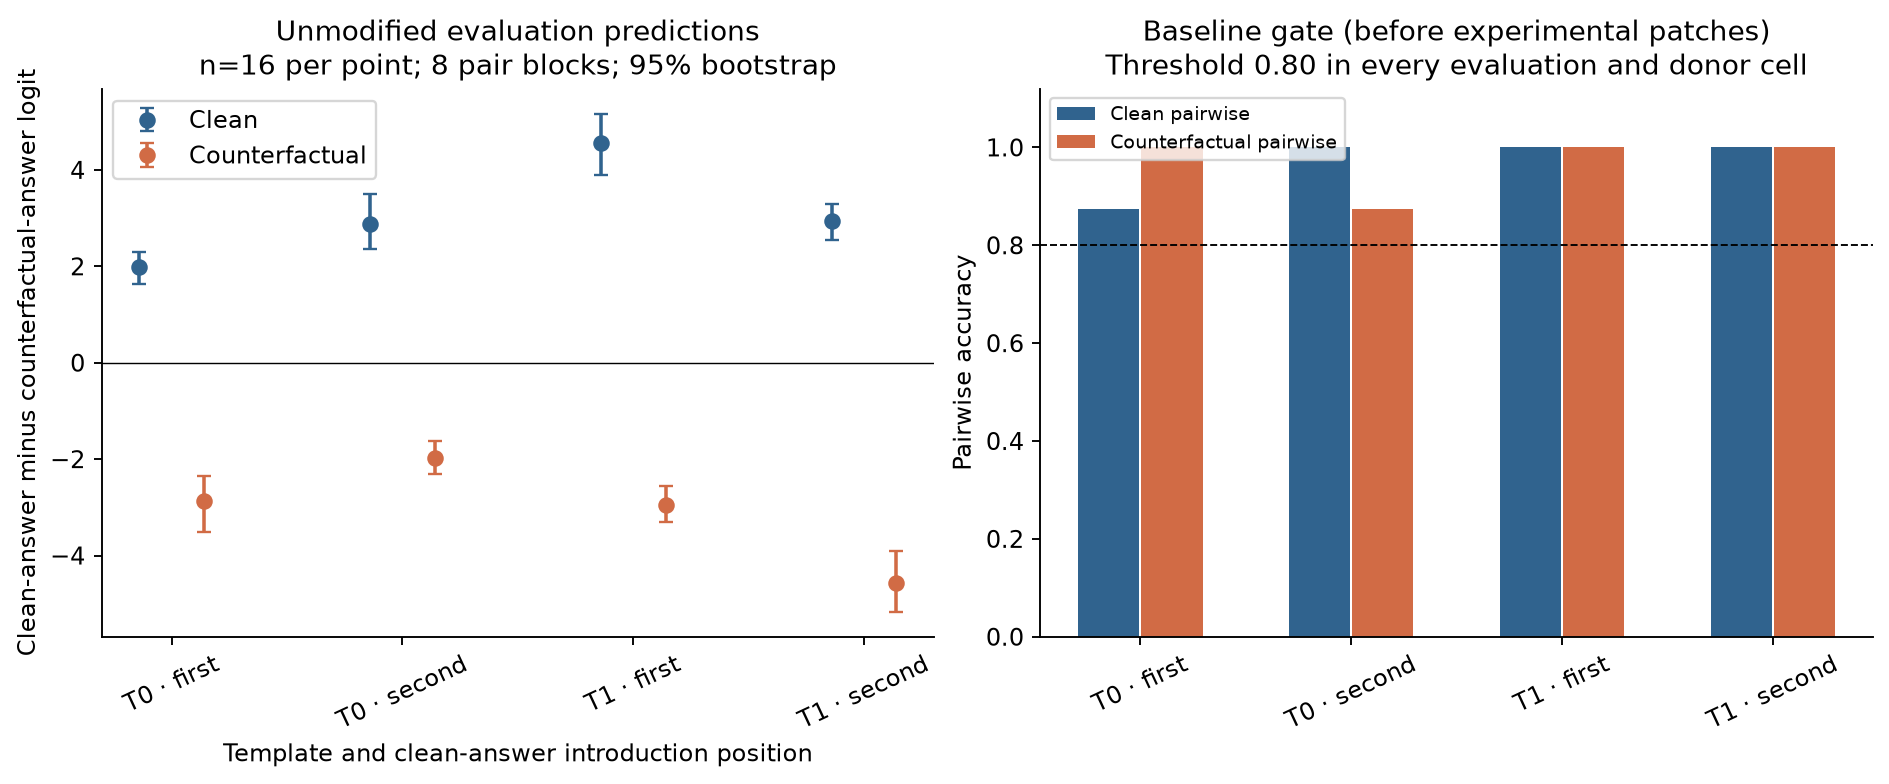 Unmodified evaluation predictions
n=16 per point; 8 pair blocks; 95% bootstrap
Clean-answer minus counterfactual-answer logit
Clean
Counterfactual
4
2
0
−2
−4
T0 · first
T0 · second
T1 · first
T1 · second
Template and clean-answer introduction position
Baseline gate (before experimental patches)
Threshold 0.80 in every evaluation and donor cell
Pairwise accuracy
Clean pairwise
Counterfactual pairwise
1.0
0.8
0.6
0.4
0.2
0.0
T0 · first
T0 · second
T1 · first
T1 · second